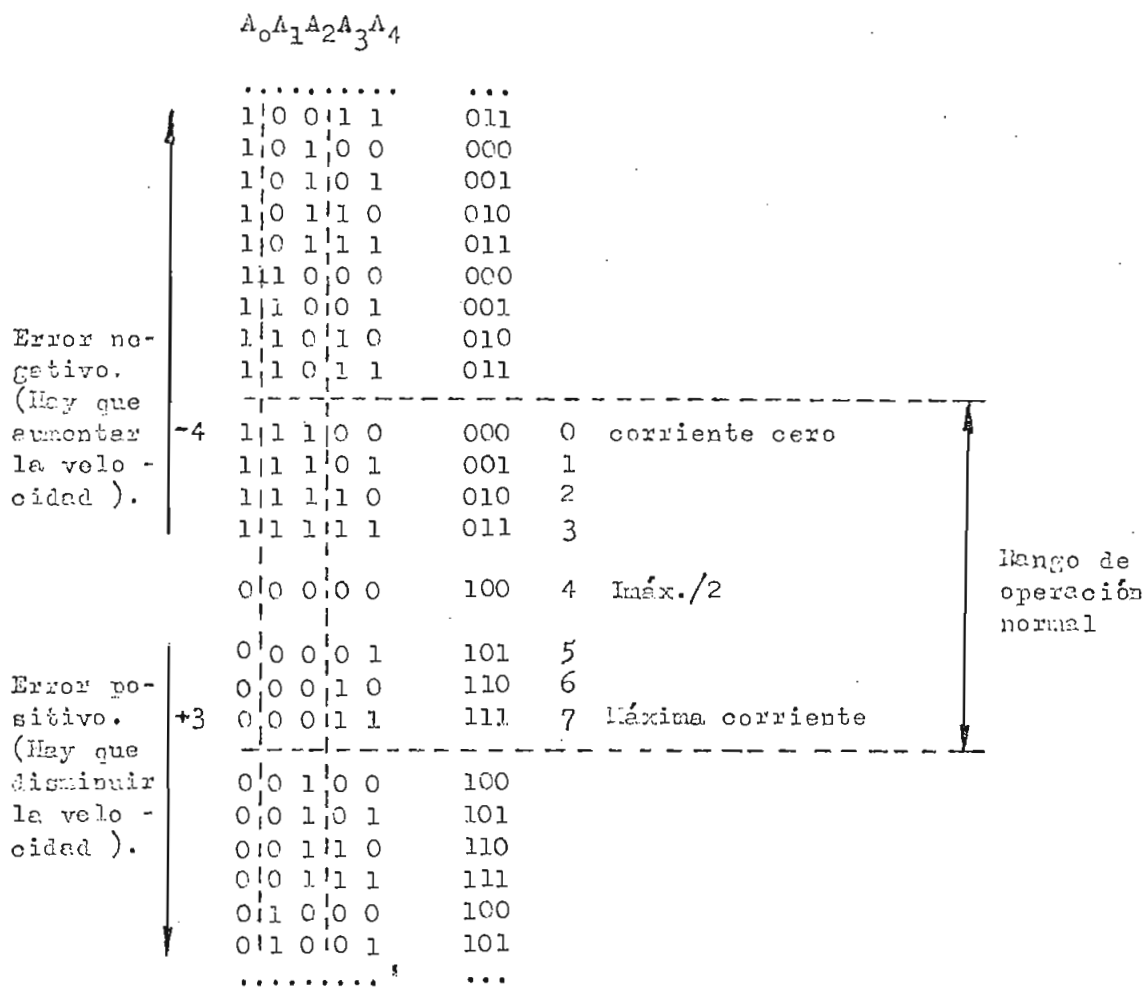 A0A1A2A3A4
.......... ...
1 0 0 1 1 011
1 0 1 0 0 000
1 0 1 0 1 001
1 0 1 1 0 010
1 0 1 1 1 011
1 1 0 0 0 000
1 1 0 0 1 001
1 1 0 1 0 010
1 1 0 1 1 011
Error ne-
gativo.
(Hay que
aumentar
la velo -
cidad ).
-4 1 1 1 0 0 000 0 corriente cero
1 1 1 0 1 001 1
1 1 1 1 0 010 2
1 1 1 1 1 011 3
0 0 0 0 0 100 4 Imáx./2
0 0 0 0 1 101 5
0 0 0 1 0 110 6
+3 0 0 0 1 1 111 7 Máxima corriente
Rango de
operación
normal
Error po-
sitivo.
(Hay que
disminuir
la velo -
cidad ).
0 0 1 0 0 100
0 0 1 0 1 101
0 0 1 1 0 110
0 0 1 1 1 111
0 1 0 0 0 100
0 1 0 0 1 101
......... ...